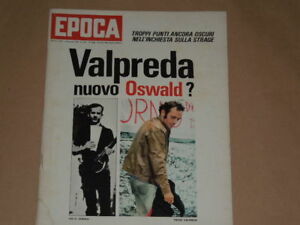 EPOCA
TROPPI PUNTI ANCORA OSCURI
NELL'INCHIESTA SULLA STRAGE
Valpreda
nuovo Oswald?